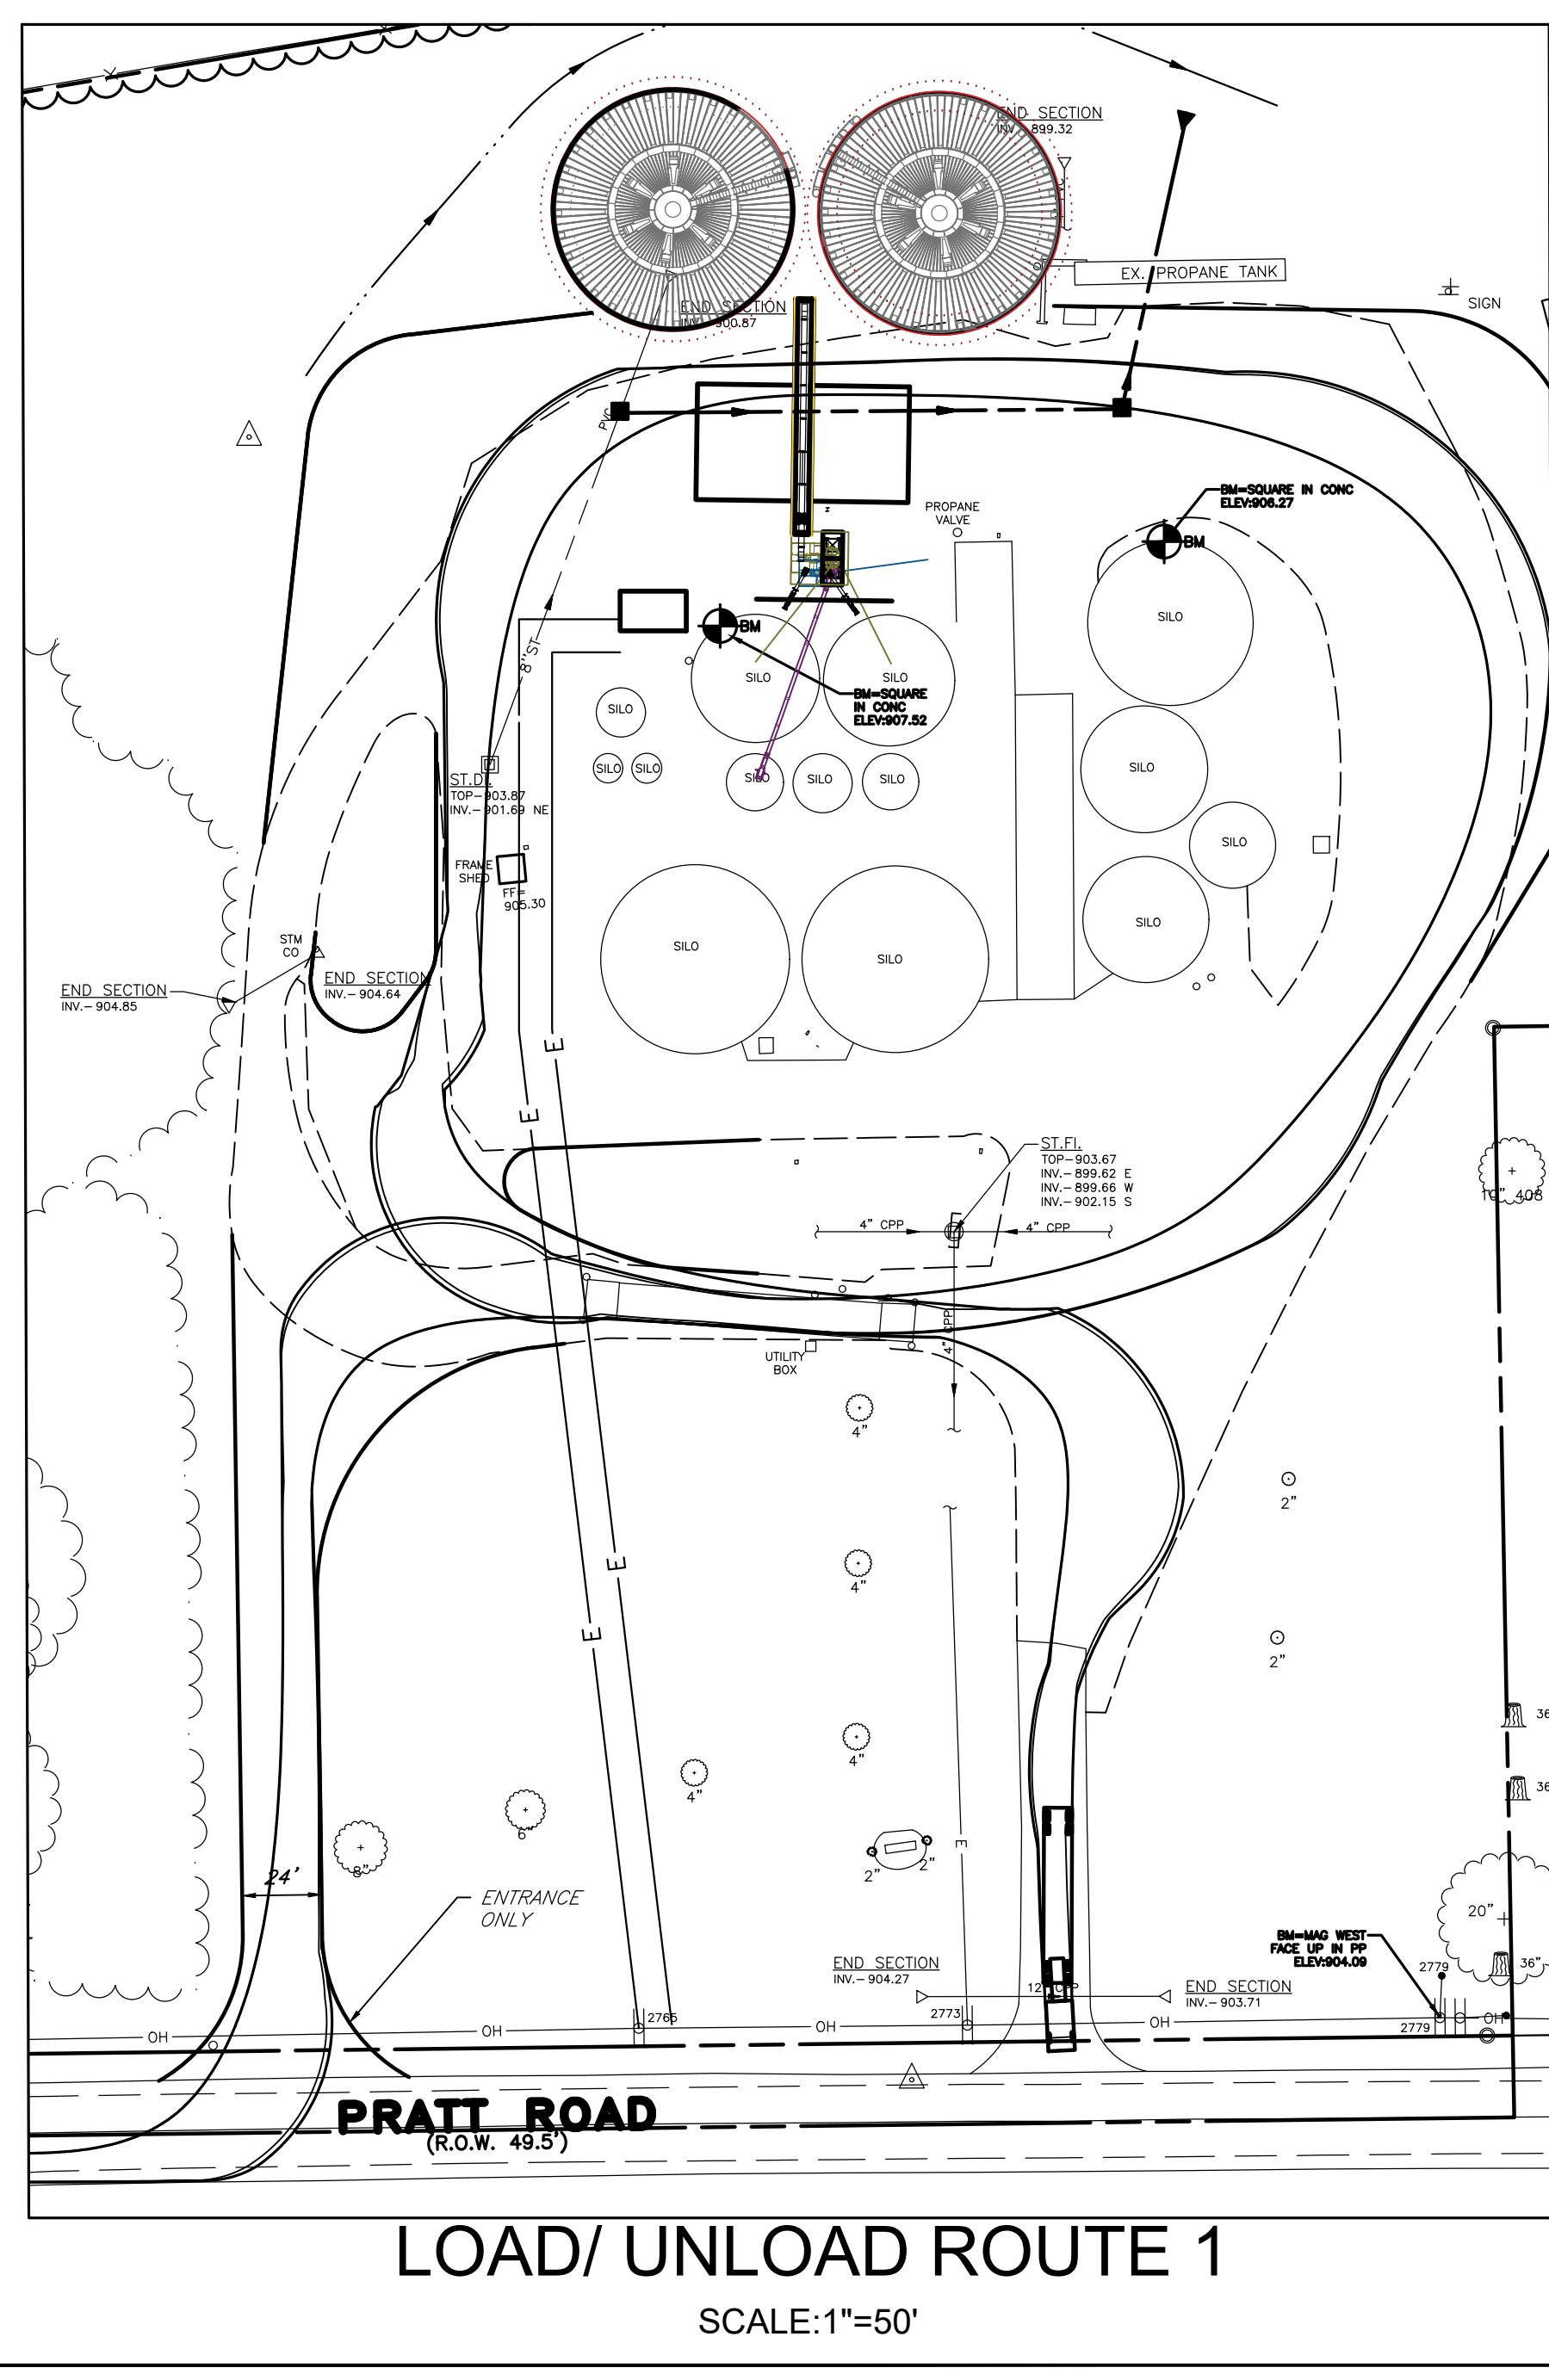 END SECTION
INV.-899.32
EX. PROPANE TANK
SIGN
END SECTION
INV.-900.87
PVC
PROPANE
VALVE
BM=SQUARE IN CONC
ELEV:906.27
BM
SILO
BM
8"ST
SILO
SILO
BM=SQUARE
IN CONC
ELEV:907.52
SILO
SILO
SILO
SILO
SILO
SILO
SILO
SILO
ST.DI.
TOP-903.87
INV.-901.69 NE
FRAME
SHED
FF=
905.30
SILO
SILO
SILO
STM
CO
END SECTION
INV.-904.64
END SECTION
INV.-904.85
E
E
ST.FI.
TOP-903.67
INV.-899.62 E
INV.-899.66 W
INV.-902.15 S
4" CPP
4" CPP
4" CPP
UTILITY
BOX
4"
2"
E
4"
E
2"
36
4"
4"
36
6"
8"
E
2"
2"
24'
ENTRANCE
ONLY
20"
BM=MAG WEST
FACE UP IN PP
ELEV:904.09
36"
2779
END SECTION
INV.-904.27
END SECTION
INV.-903.71
2765
2773
2779
OH
OH
OH
OH
OH
PRATT ROAD
(R.O.W. 49.5')
LOAD/ UNLOAD ROUTE 1
SCALE:1"=50'